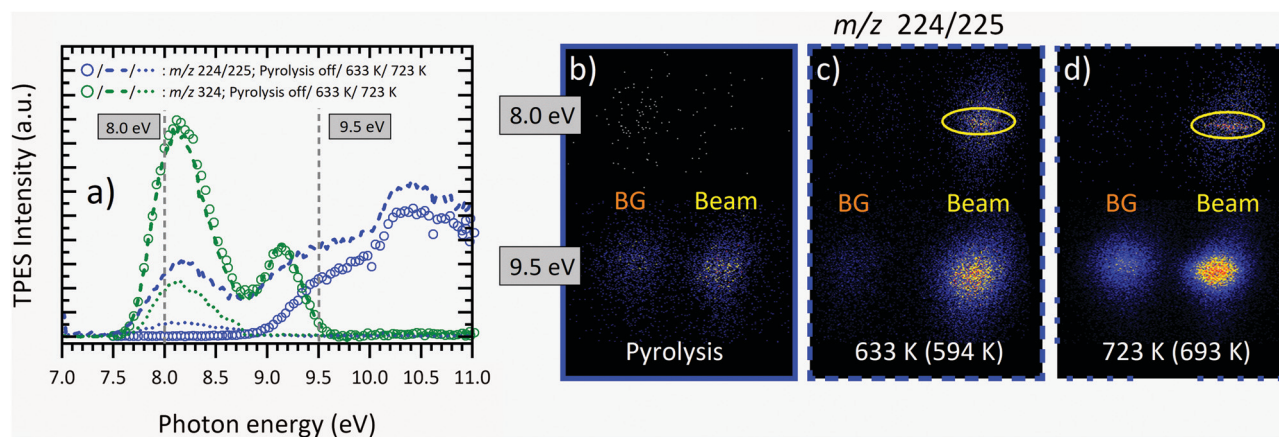 m/z 224/225
TPES Intensity (a.u.)
/ / : m/z 224/225; Pyrolysis off/ 633 K/ 723 K
/ / : m/z 324; Pyrolysis off/ 633 K/ 723 K
8.0 eV
9.5 eV
a)
7.0 7.5 8.0 8.5 9.0 9.5 10.0 10.5 11.0
Photon energy (eV)
8.0 eV
9.5 eV
b)
BG Beam
Pyrolysis
c)
BG Beam
633 K (594 K)
d)
BG Beam
723 K (693 K)